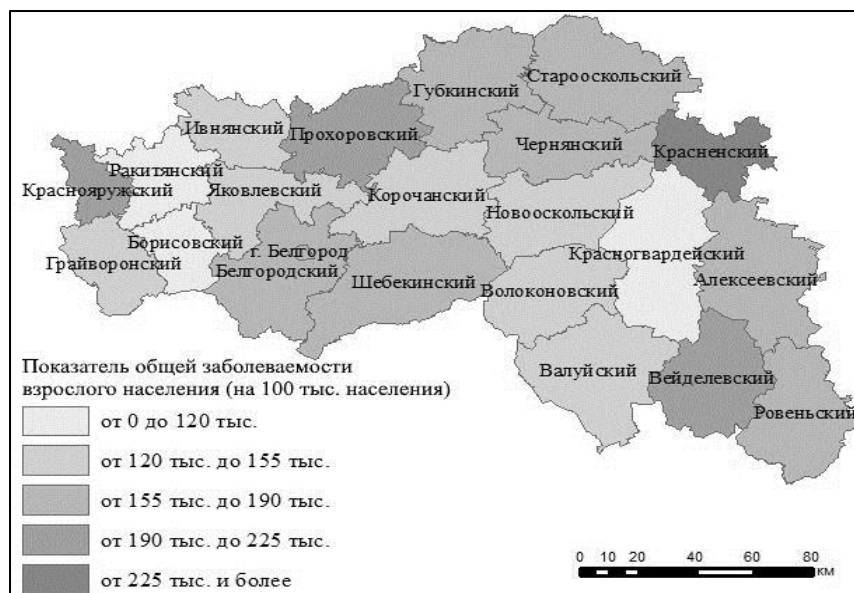 Старооскольский
Губкинский
Ивнянский
Прохоровский
Чернянский
Красненский
Ракитянский
Краснояружский
Яковлевский
Корочанский
Новооскольский
Борисовский
г. Белгород
Красногвардейский
Грайворонский
Белгородский
Шебекинский
Волоконовский
Алексеевский
Валуйский
Вейделевский
Ровеньский
Показатель общей заболеваемости
взрослого населения (на 100 тыс. населения)
от 0 до 120 тыс.
от 120 тыс. до 155 тыс.
от 155 тыс. до 190 тыс.
от 190 тыс. до 225 тыс.
от 225 тыс. и более
0 10 20 40 60 80
км